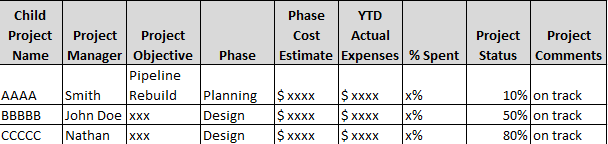 Child Project Name Project Manager Project Objective Phase Phase Cost Estimate YTD Actual Expenses % Spent Project Status Project Comments
AAAA Smith Pipeline Rebuild Planning $ xxxx $ xxxx x% 10% on track
BBBBB John Doe xxx Design $ xxxx $ xxxx x% 50% on track
CCCCC Nathan xxx Design $ xxxx $ xxxx x% 80% on track